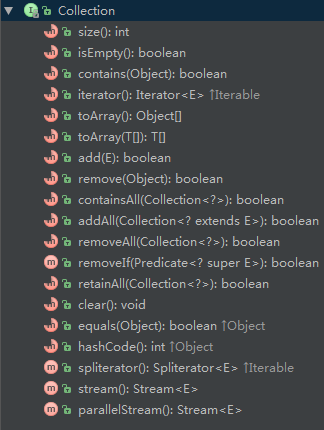 Collection
size(): int
isEmpty(): boolean
contains(Object): boolean
iterator(): Iterator<E> ↑Iterable
toArray(): Object[]
toArray(T[]): T[]
add(E): boolean
remove(Object): boolean
containsAll(Collection<?>): boolean
addAll(Collection<? extends E>): boolean
removeAll(Collection<?>): boolean
removeIf(Predicate<? super E>): boolean
retainAll(Collection<?>): boolean
clear(): void
equals(Object): boolean ↑Object
hashCode(): int ↑Object
spliterator(): Spliterator<E> ↑Iterable
stream(): Stream<E>
parallelStream(): Stream<E>